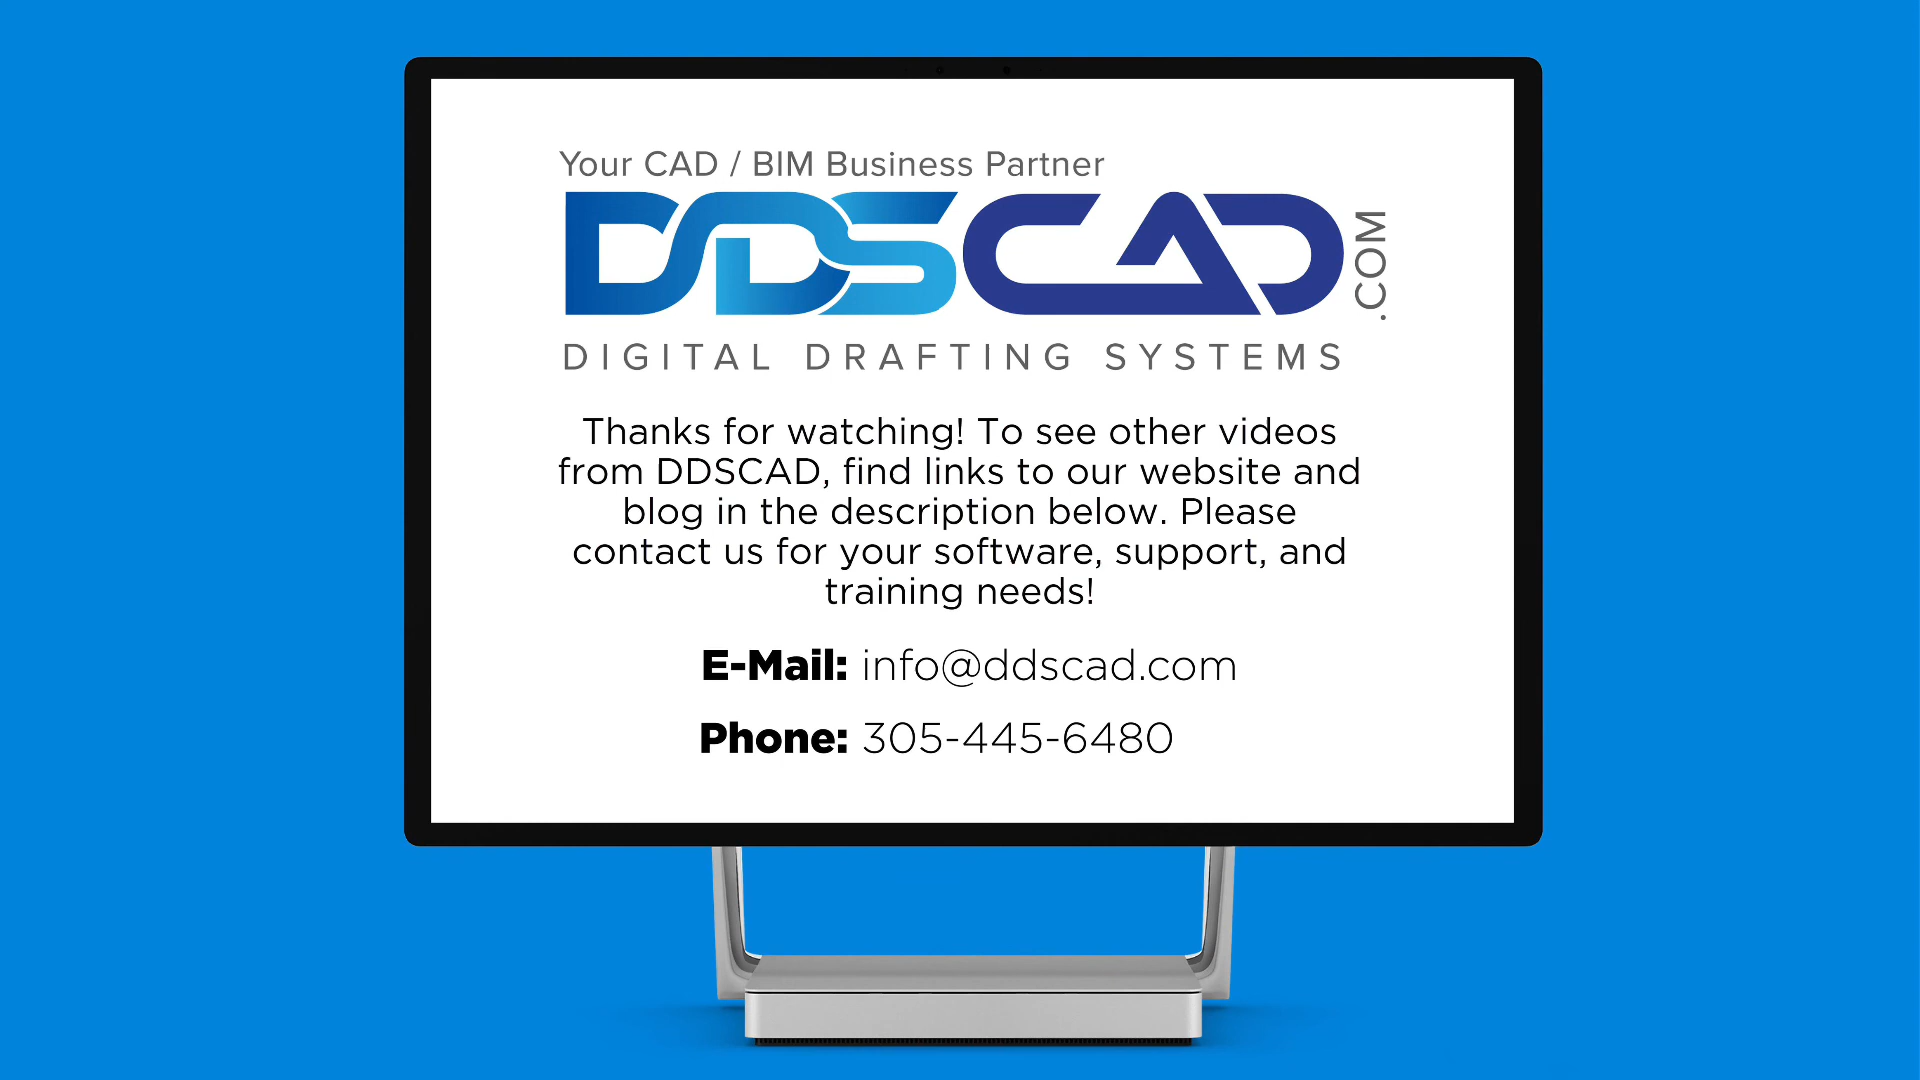 Your CAD / BIM Business Partner
DDSCAD.COM
DIGITAL DRAFTING SYSTEMS
Thanks for watching! To see other videos
from DDSCAD, find links to our website and
blog in the description below. Please
contact us for your software, support, and
training needs!
E-Mail: info@ddscad.com
Phone: 305-445-6480